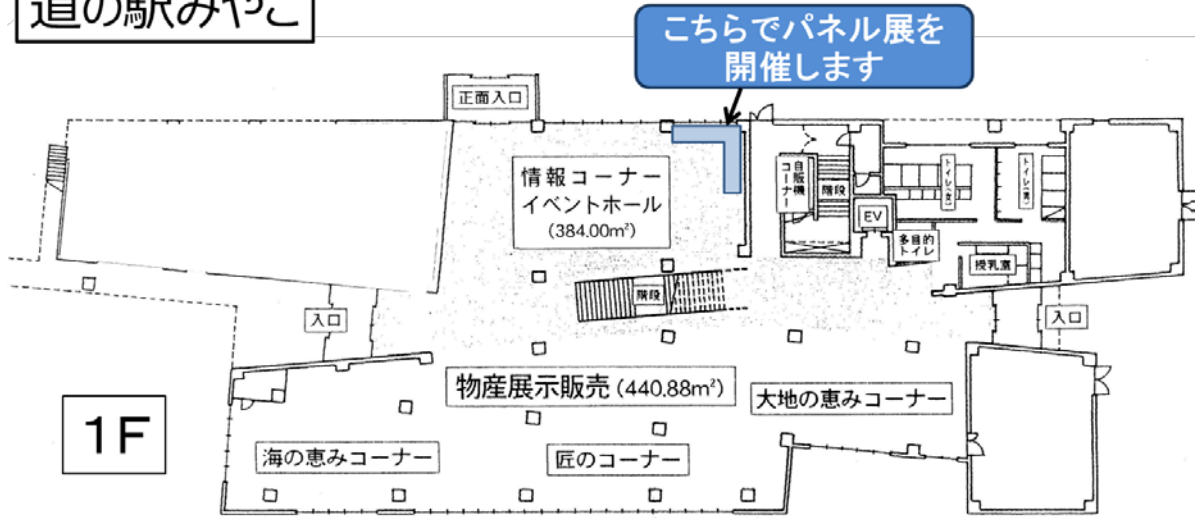 道の駅みやこ
こちらでパネル展を
開催します
正面入口
情報コーナー
イベントホール
(384.00㎡)
自販機
コーナー
階段
EV
トイレ(女)
トイレ(男)
多目的
トイレ
授乳室
階段
入口
入口
物産展示販売(440.88㎡)
大地の恵みコーナー
1F
海の恵みコーナー
匠のコーナー